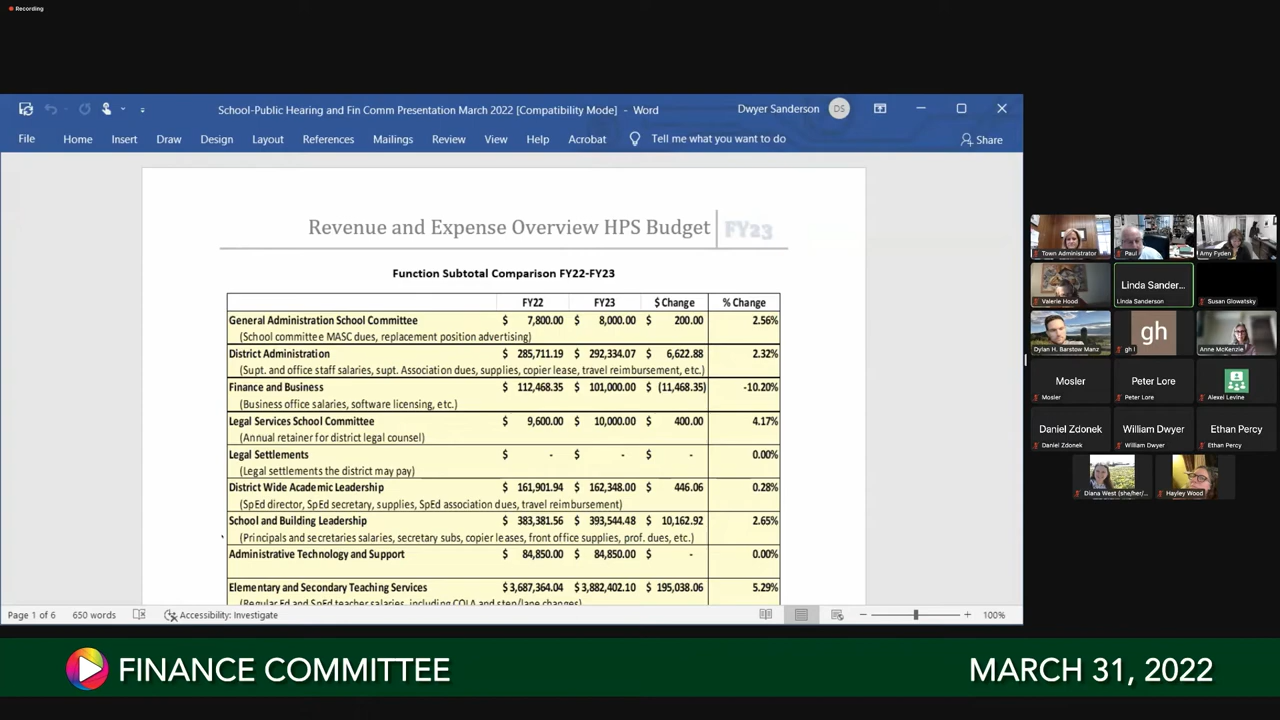 Recording
School-Public Hearing and Fin Comm Presentation March 2022 [Compatibility Mode] - Word
Dwyer Sanderson
DS
File Home Insert Draw Design Layout References Mailings Review View Help Acrobat Tell me what you want to do Share
Revenue and Expense Overview HPS Budget FY23
Function Subtotal Comparison FY22-FY23
FY22 FY23 $ Change % Change
General Administration School Committee $ 7,800.00 $ 8,000.00 $ 200.00 2.56%
(School committee MASC dues, replacement position advertising)
District Administration $ 285,711.19 $ 292,334.07 $ 6,622.88 2.32%
(Supt. and office staff salaries, supt. Association dues, supplies, copier lease, travel reimbursement, etc.)
Finance and Business $ 112,468.35 $ 101,000.00 $ (11,468.35) -10.20%
(Business office salaries, software licensing, etc.)
Legal Services School Committee $ 9,600.00 $ 10,000.00 $ 400.00 4.17%
(Annual retainer for district legal counsel)
Legal Settlements $ - $ - $ - 0.00%
(Legal settlements the district may pay)
District Wide Academic Leadership $ 161,901.94 $ 162,348.00 $ 446.06 0.28%
(SpEd director, SpEd secretary, supplies, SpEd association dues, travel reimbursement)
School and Building Leadership $ 383,381.56 $ 393,544.48 $ 10,162.92 2.65%
(Principals and secretaries salaries, secretary subs, copier leases, front office supplies, prof. dues, etc.)
Administrative Technology and Support $ 84,850.00 $ 84,850.00 $ - 0.00%
Elementary and Secondary Teaching Services $ 3,687,364.04 $ 3,882,402.10 $ 195,038.06 5.29%
(Regular Ed and SpEd teacher salaries, including COLA and step/lane changes)
Page 1 of 6 650 words Accessibility: Investigate 100%
Town Administrator Paul Amy Fyden
Linda Sander...
Valerie Hood Linda Sanderson Susan Glowatsky
gh
Dylan H. Barstow Manz gh l Anne McKenzie
Mosler Peter Lore
Mosler Peter Lore Alexel Levine
Daniel Zdonek William Dwyer Ethan Percy
Daniel Zdonek William Dwyer Ethan Percy
Diana West (she/her/... Hayley Wood
FINANCE COMMITTEE
MARCH 31, 2022